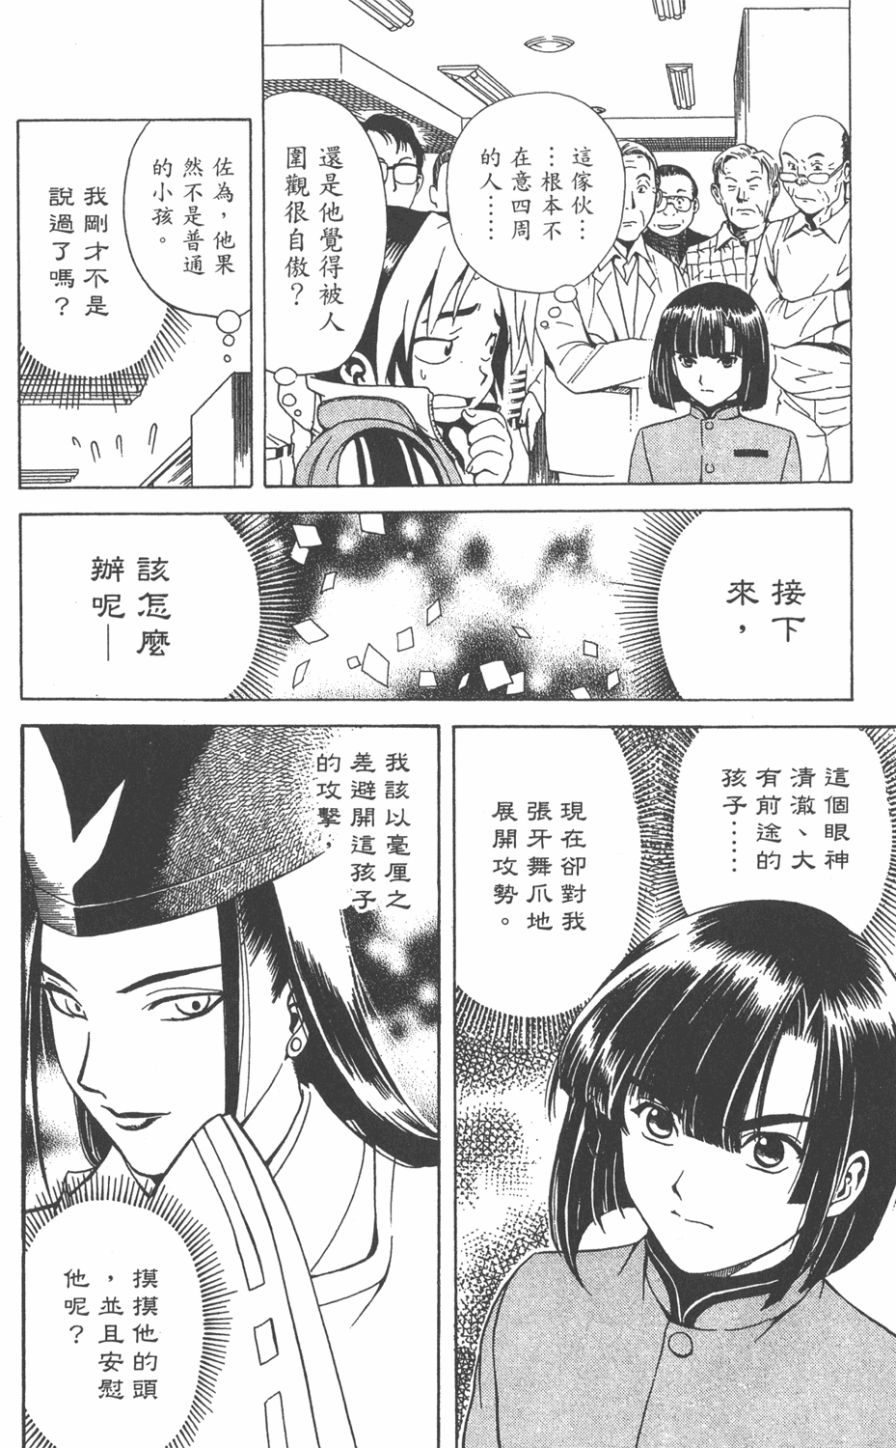 這傢伙…
…根本不
在意四周
的人……
還是他覺得被人
圍觀很自傲？
佐為，他果
然不是普通
的小孩。
我剛才不是
說過了嗎？
接下
來，
該怎麼
辦呢—
這個眼神
清澈、大
有前途的
孩子……
現在卻對我
張牙舞爪地
展開攻勢。
我該以毫厘之
差避開這孩子
的攻擊，
摸摸他的頭
，並且安慰
他呢？